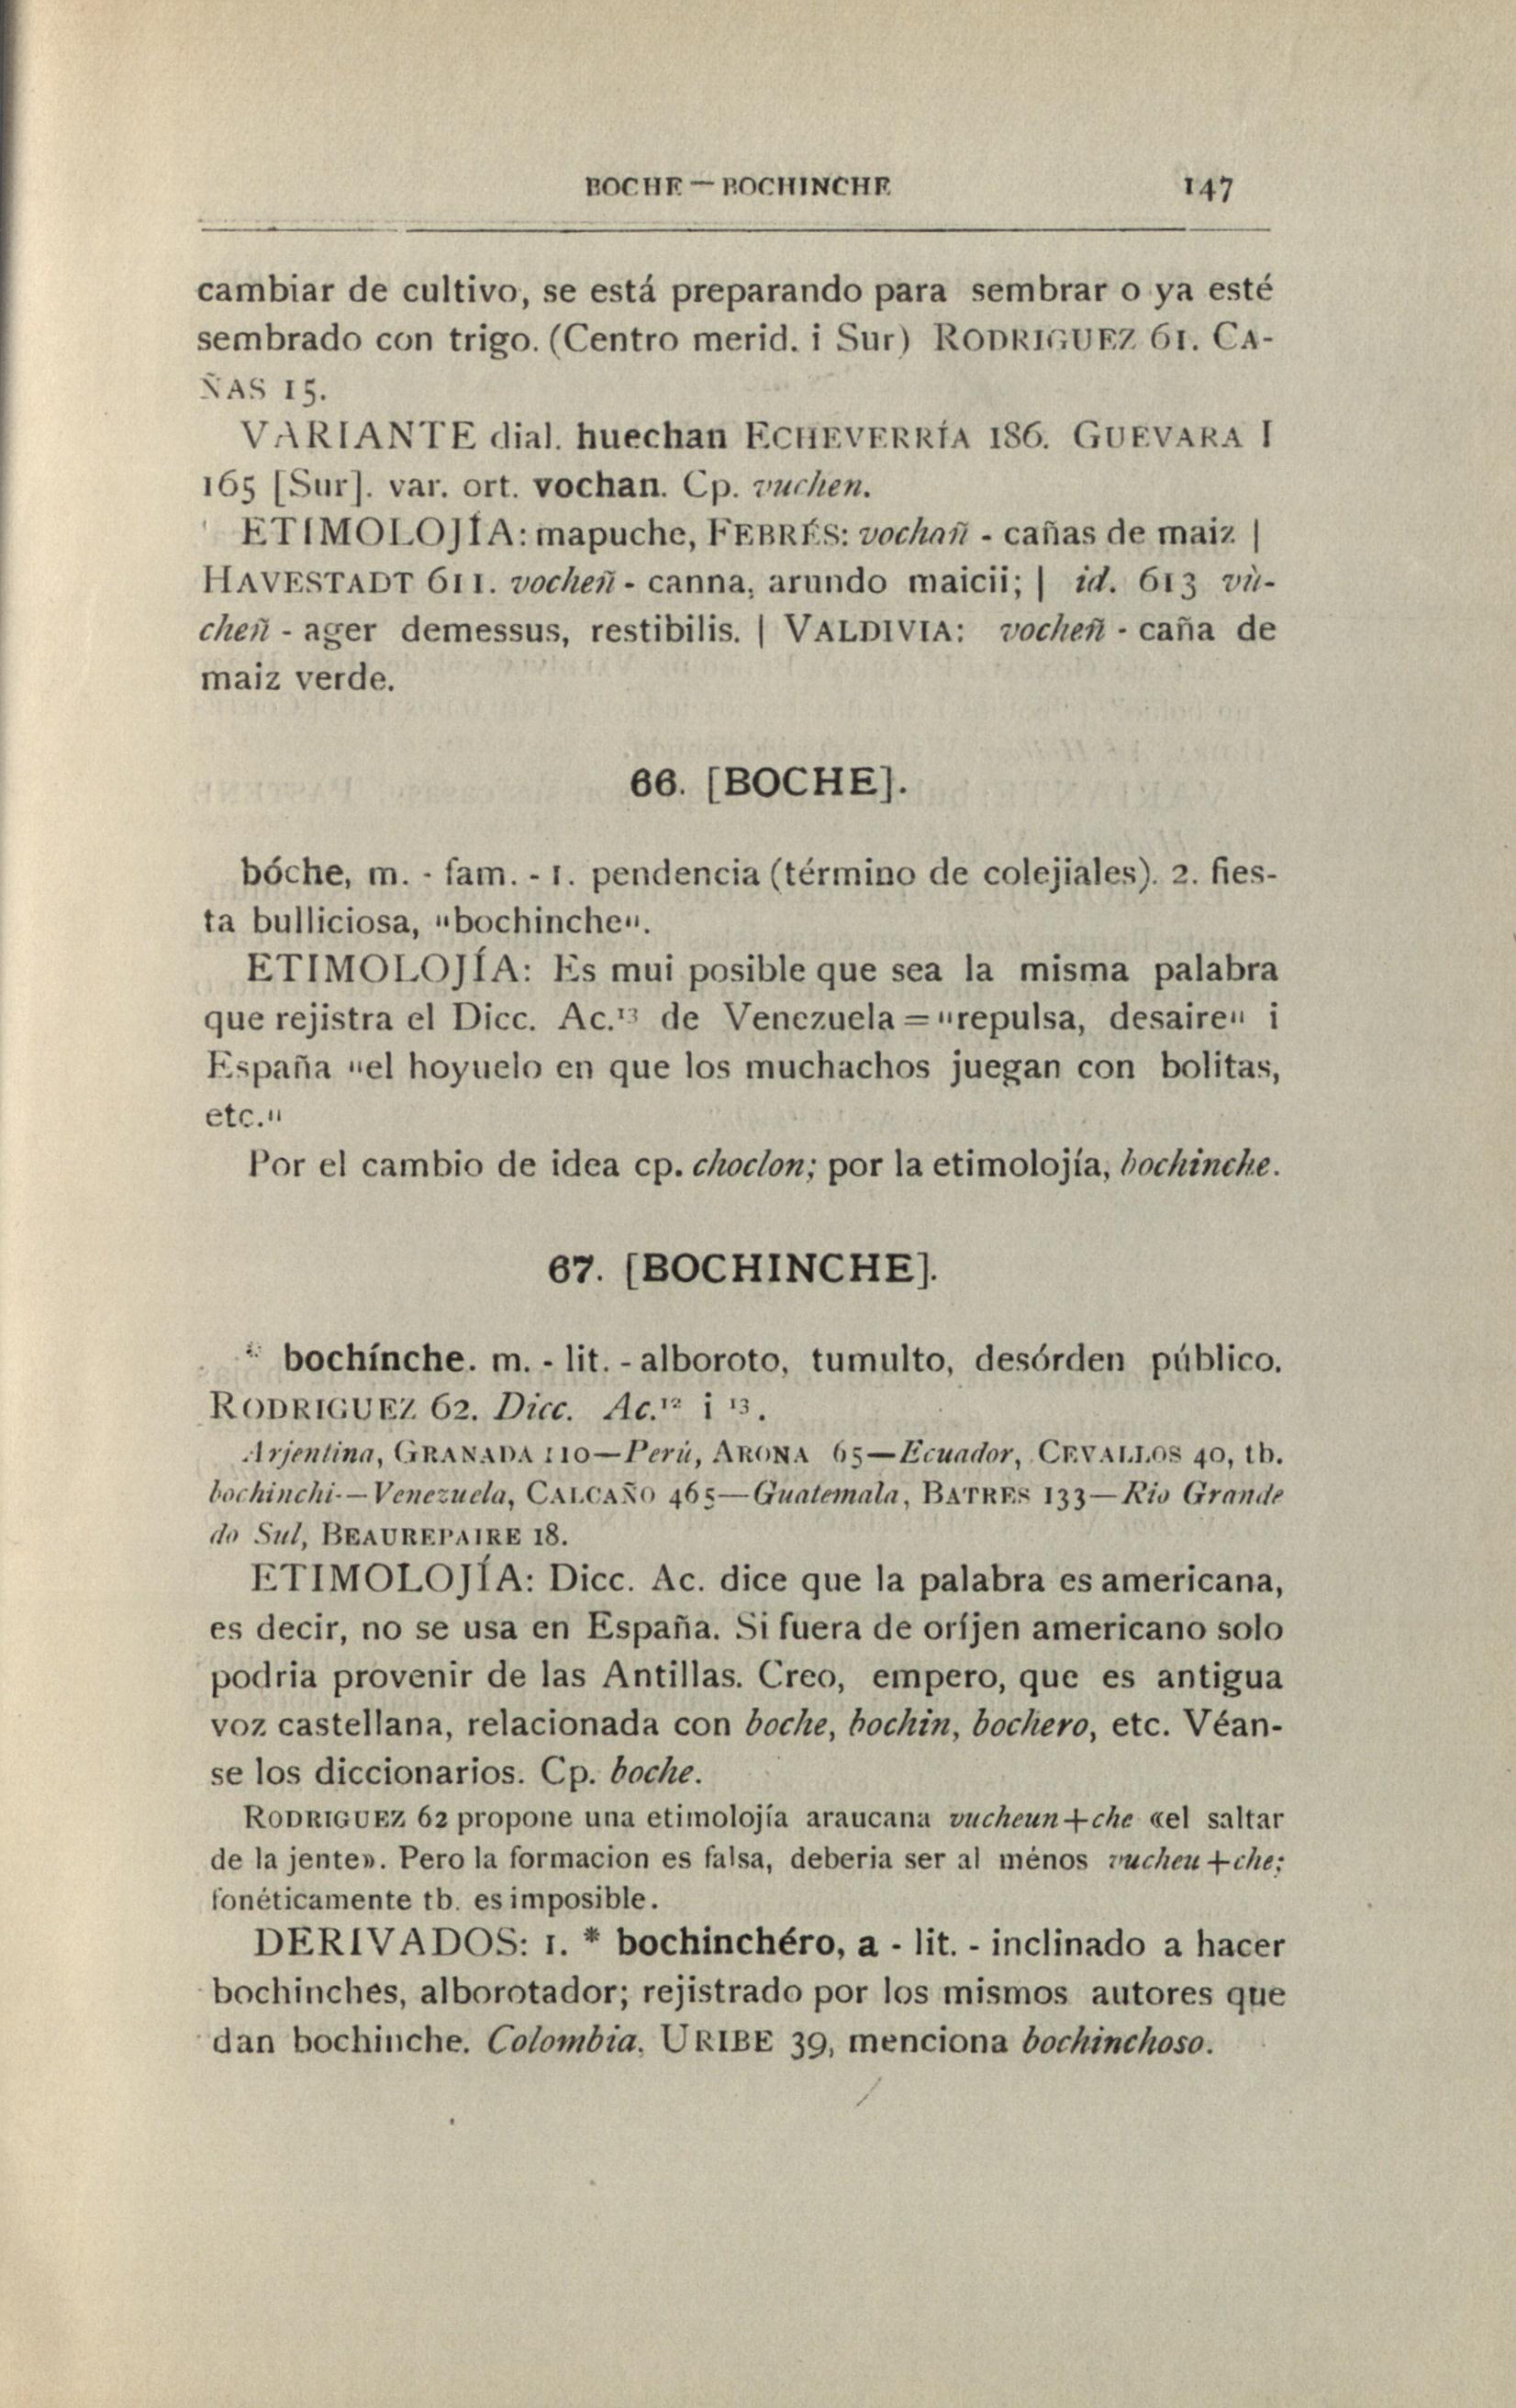 BOCHE — BOCHINCHE 147
cambiar de cultivo, se está preparando para sembrar o ya esté
sembrado con trigo. (Centro merid. i Sur) RODRIGUEZ 61. CA-
ÑAS 15.
VARIANTE dial. huechan ECHEVERRÍA 186. GUEVARA I
165 [Sur]. var. ort. vochan. Cp. vuchen.
ETIMOLOJÍA: mapuche, FEBRÉS: vochañ - cañas de maiz |
HAVESTADT 611. vocheñ - canna, arundo maicii; | id. 613 vù-
cheñ - ager demessus, restibilis. | VALDIVIA: vocheñ - caña de
maiz verde.
66. [BOCHE].
bóche, m. - fam. - 1. pendencia (término de colejiales). 2. fies-
ta bulliciosa, "bochinche".
ETIMOLOJÍA: Es mui posible que sea la misma palabra
que rejistra el Dicc. Ac.¹³ de Venezuela = "repulsa, desaire" i
España "el hoyuelo en que los muchachos juegan con bolitas,
etc."
Por el cambio de idea cp. choclon; por la etimolojía, bochinche.
67. [BOCHINCHE].
* bochínche. m. - lit. - alboroto, tumulto, desórden público.
RODRIGUEZ 62. Dicc. Ac.¹² i ¹³.
Arjentina, GRANADA 110—Perú, ARONA 65—Ecuador, CEVALLOS 40, tb.
bochinchi-—Venezuela, CALCAÑO 465—Guatemala, BATRES 133—Rio Grande
do Sul, BEAUREPAIRE 18.
ETIMOLOJÍA: Dicc. Ac. dice que la palabra es americana,
es decir, no se usa en España. Si fuera de oríjen americano solo
podria provenir de las Antillas. Creo, empero, que es antigua
voz castellana, relacionada con boche, bochin, bochero, etc. Véan-
se los diccionarios. Cp. boche.
RODRIGUEZ 62 propone una etimolojía araucana vucheun+che «el saltar
de la jente». Pero la formacion es falsa, deberia ser al ménos vucheu+che;
fonéticamente tb. es imposible.
DERIVADOS: 1. * bochinchéro, a - lit. - inclinado a hacer
bochinches, alborotador; rejistrado por los mismos autores que
dan bochinche. Colombia, URIBE 39, menciona bochinchoso.